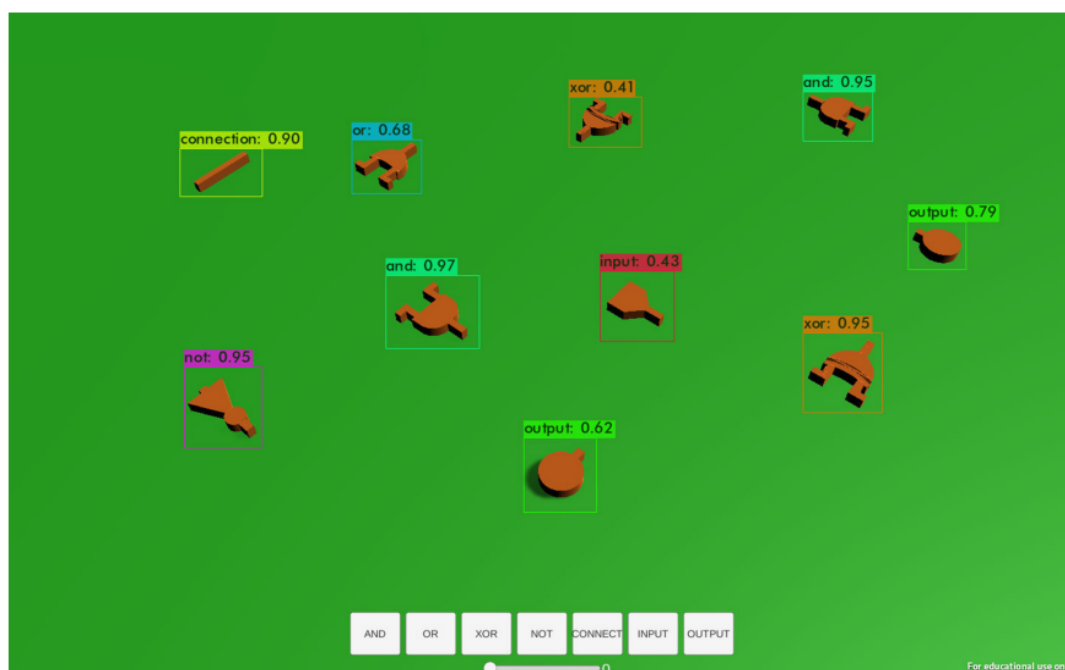 xor: 0.41
and: 0.95
or: 0.68
connection: 0.90
output: 0.79
input: 0.43
and: 0.97
xor: 0.95
not: 0.95
output: 0.62
AND OR XOR NOT CONNECT INPUT OUTPUT
0
For educational use on